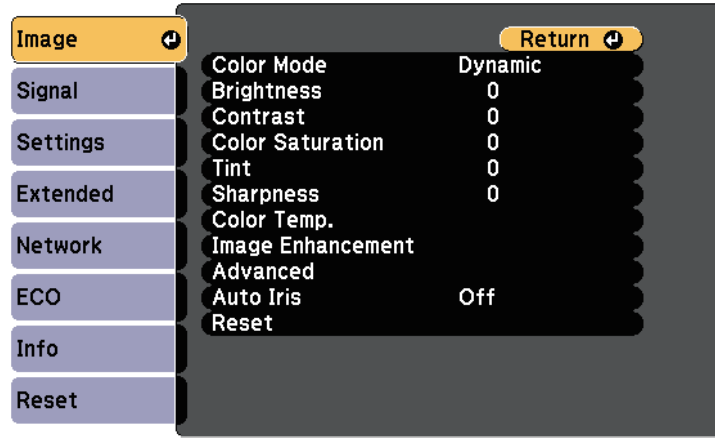 Image
Signal
Settings
Extended
Network
ECO
Info
Reset
Return
Color Mode Dynamic
Brightness 0
Contrast 0
Color Saturation 0
Tint 0
Sharpness 0
Color Temp.
Image Enhancement
Advanced
Auto Iris Off
Reset